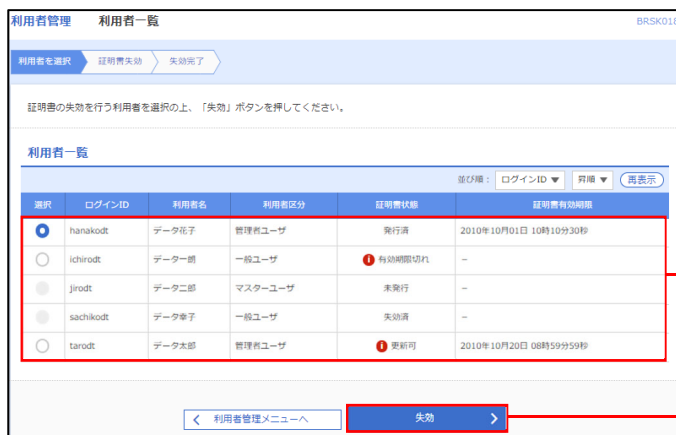 利用者管理 利用者一覧 BRSK018
利用者を選択 証明書失効 失効完了
証明書の失効を行う利用者を選択の上、「失効」ボタンを押してください。
利用者一覧
並び順： ログインID ▼ 昇順 ▼ 再表示
選択 ログインID 利用者名 利用者区分 証明書状態 証明書有効期限
hanakodt データ花子 管理者ユーザ 発行済 2010年10月01日 10時10分30秒
ichirodt データ一朗 一般ユーザ 有効期限切れ －
jirodt データ二郎 マスターユーザ 未発行 －
sachikodt データ幸子 一般ユーザ 失効済 －
tarodt データ太郎 管理者ユーザ 更新可 2010年10月20日 08時59分59秒
利用者管理メニューへ 失効